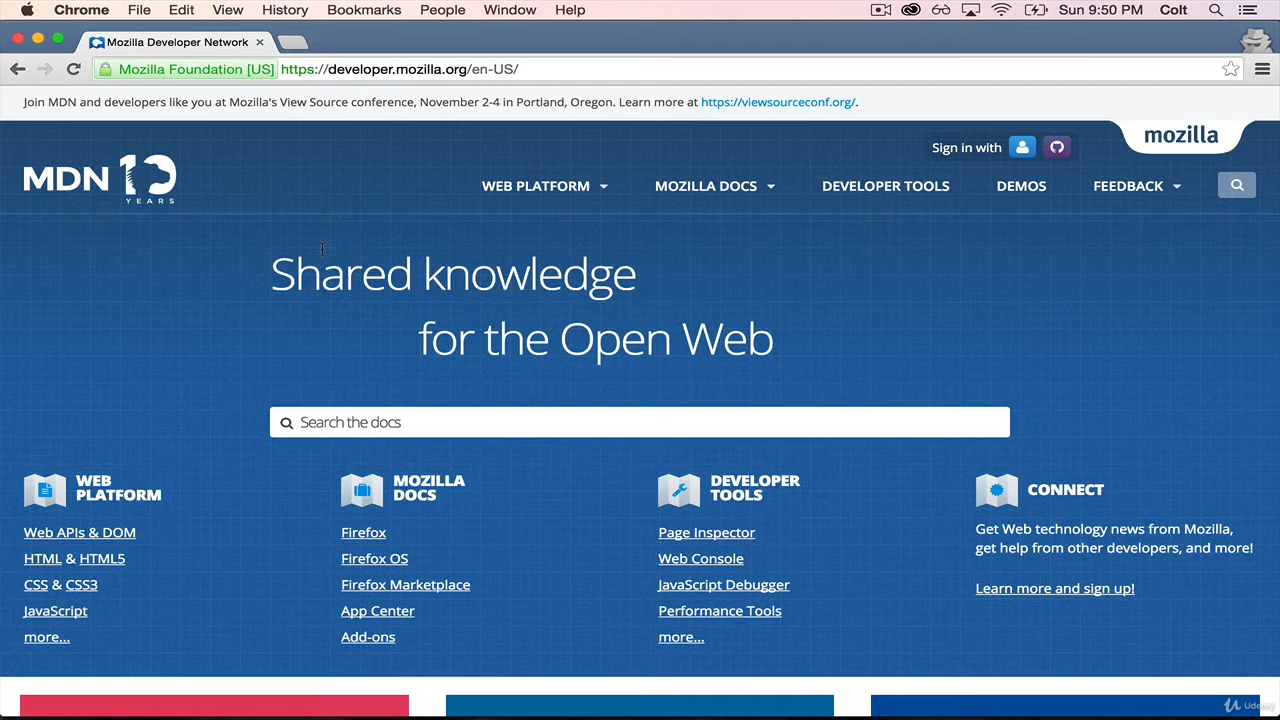 Chrome File Edit View History Bookmarks People Window Help Sun 9:50 PM Colt
Mozilla Developer Network
Mozilla Foundation [US] https://developer.mozilla.org/en-US/
Join MDN and developers like you at Mozilla's View Source conference, November 2-4 in Portland, Oregon. Learn more at https://viewsourceconf.org/.
mozilla
Sign in with
MDN 10 YEARS
WEB PLATFORM MOZILLA DOCS DEVELOPER TOOLS DEMOS FEEDBACK
Shared knowledge
for the Open Web
Search the docs
WEB
PLATFORM
Web APIs & DOM
HTML & HTML5
CSS & CSS3
JavaScript
more...
MOZILLA
DOCS
Firefox
Firefox OS
Firefox Marketplace
App Center
Add-ons
DEVELOPER
TOOLS
Page Inspector
Web Console
JavaScript Debugger
Performance Tools
more...
CONNECT
Get Web technology news from Mozilla,
get help from other developers, and more!
Learn more and sign up!
Udemy